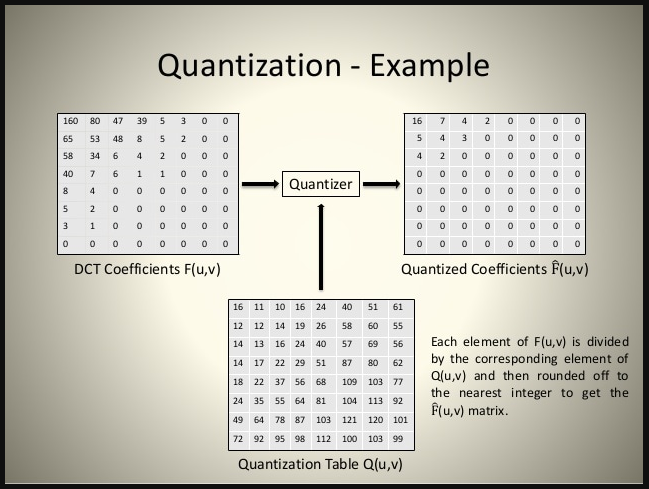 Quantization - Example
160 80 47 39 5 3 0 0
65 53 48 8 5 2 0 0
58 34 6 4 2 0 0 0
40 7 6 1 1 0 0 0
8 4 0 0 0 0 0 0
5 2 0 0 0 0 0 0
3 1 0 0 0 0 0 0
0 0 0 0 0 0 0 0
DCT Coefficients F(u,v)
Quantizer
16 7 4 2 0 0 0 0
5 4 3 0 0 0 0 0
4 2 0 0 0 0 0 0
0 0 0 0 0 0 0 0
0 0 0 0 0 0 0 0
0 0 0 0 0 0 0 0
0 0 0 0 0 0 0 0
0 0 0 0 0 0 0 0
Quantized Coefficients F̂(u,v)
16 11 10 16 24 40 51 61
12 12 14 19 26 58 60 55
14 13 16 24 40 57 69 56
14 17 22 29 51 87 80 62
18 22 37 56 68 109 103 77
24 35 55 64 81 104 113 92
49 64 78 87 103 121 120 101
72 92 95 98 112 100 103 99
Quantization Table Q(u,v)
Each element of F(u,v) is divided
by the corresponding element of
Q(u,v) and then rounded off to
the nearest integer to get the
F̂(u,v) matrix.